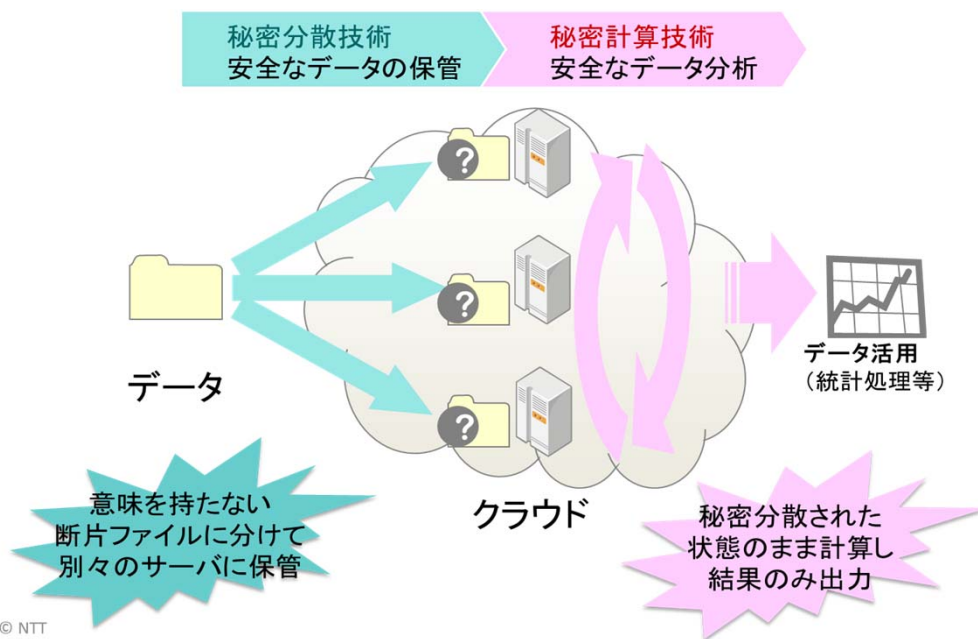 秘密分散技術
安全なデータの保管
秘密計算技術
安全なデータ分析
?
?
?
データ
クラウド
データ活用
（統計処理等）
意味を持たない
断片ファイルに分けて
別々のサーバに保管
秘密分散された
状態のまま計算し
結果のみ出力
© NTT